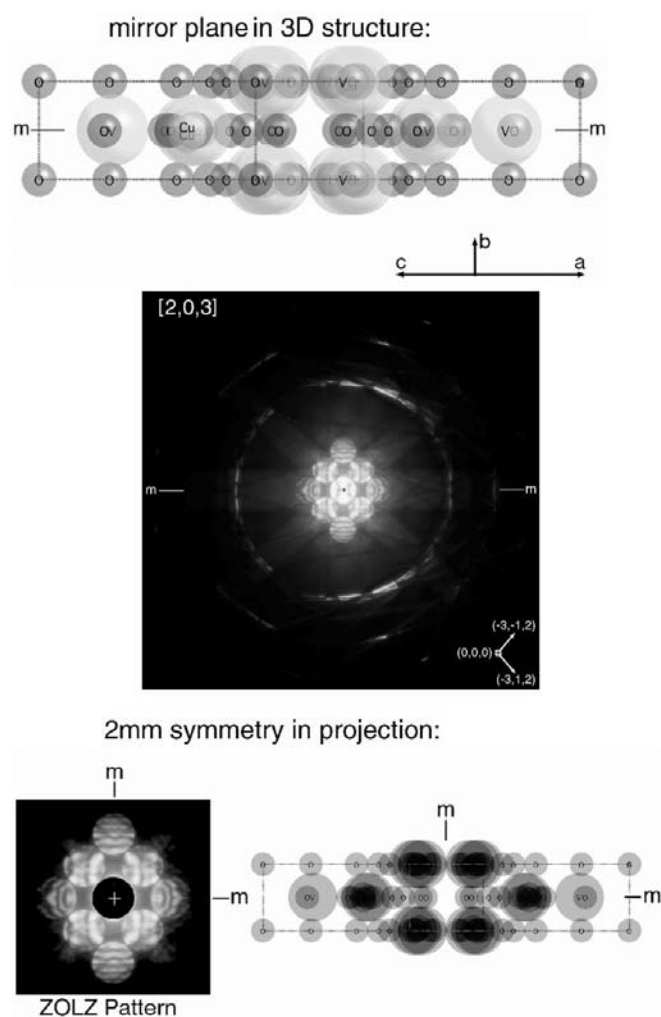 mirror plane in 3D structure:
O O O O O O V O O V O O O O O
m O V O Cu O O C O C O O O O V V O m
O O O O O O V O O V O O O O O
b
c a
[2,0,3]
m m
(-3,-1,2)
(0,0,0)
(-3,1,2)
2mm symmetry in projection:
m m
m m
ZOLZ Pattern